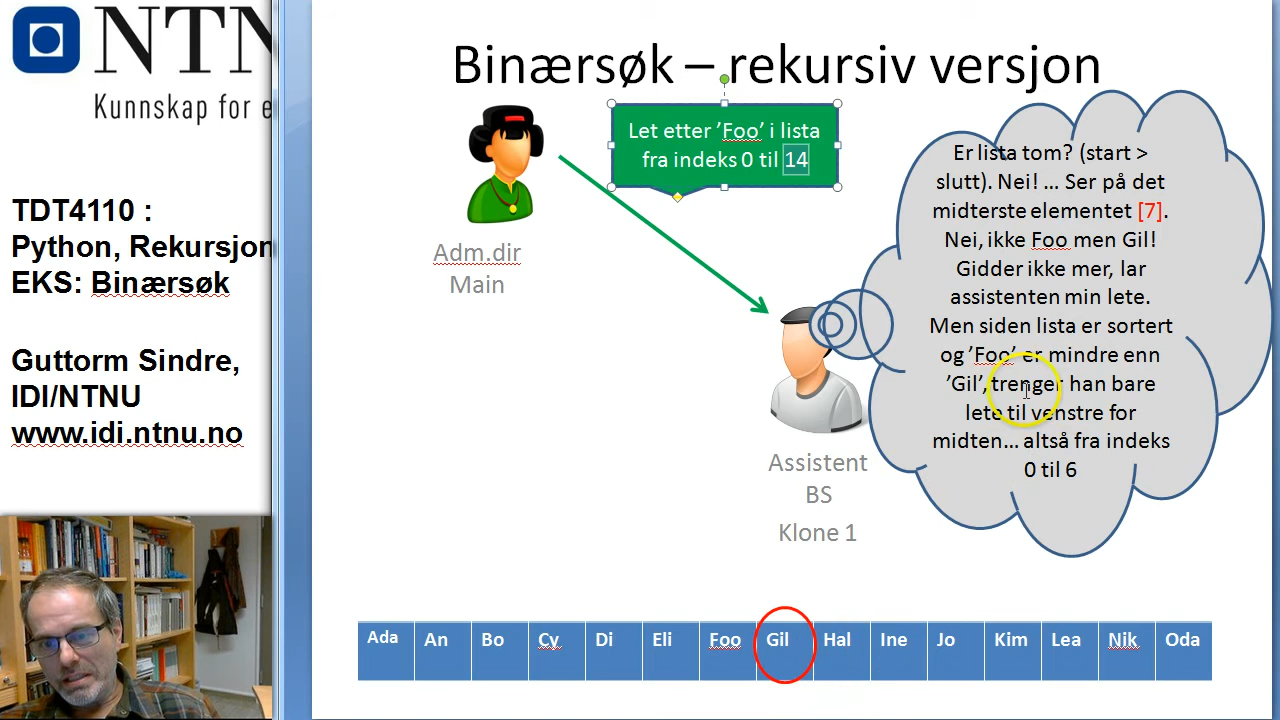 NTN
Kunnskap for e
TDT4110 :
Python, Rekursjon
EKS: Binærsøk
Guttorm Sindre,
IDI/NTNU
www.idi.ntnu.no
Binærsøk – rekursiv versjon
Let etter ’Foo’ i lista
fra indeks 0 til 14
Adm.dir
Main
Er lista tom? (start >
slutt). Nei! ... Ser på det
midterste elementet [7].
Nei, ikke Foo men Gil!
Gidder ikke mer, lar
assistenten min lete.
Men siden lista er sortert
og ’Foo’ er mindre enn
’Gil’, trenger han bare
lete til venstre for
midten... altså fra indeks
0 til 6
Assistent
BS
Klone 1
Ada An Bo Cy Di Eli Foo Gil Hal Ine Jo Kim Lea Nik Oda